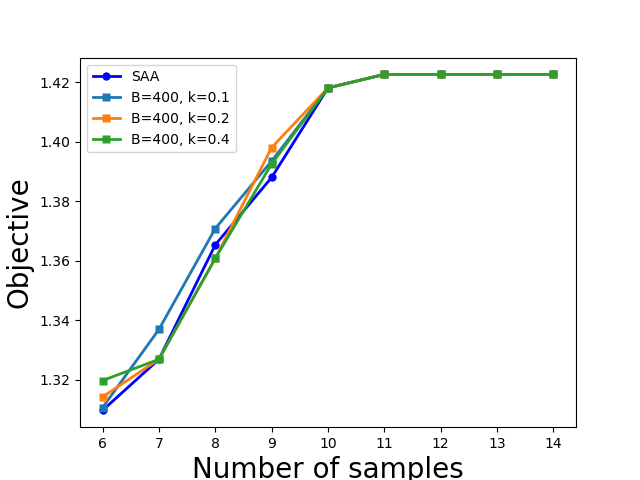 SAA
B=400, k=0.1
B=400, k=0.2
B=400, k=0.4
1.42
1.40
1.38
1.36
1.34
1.32
Objective
6 7 8 9 10 11 12 13 14
Number of samples